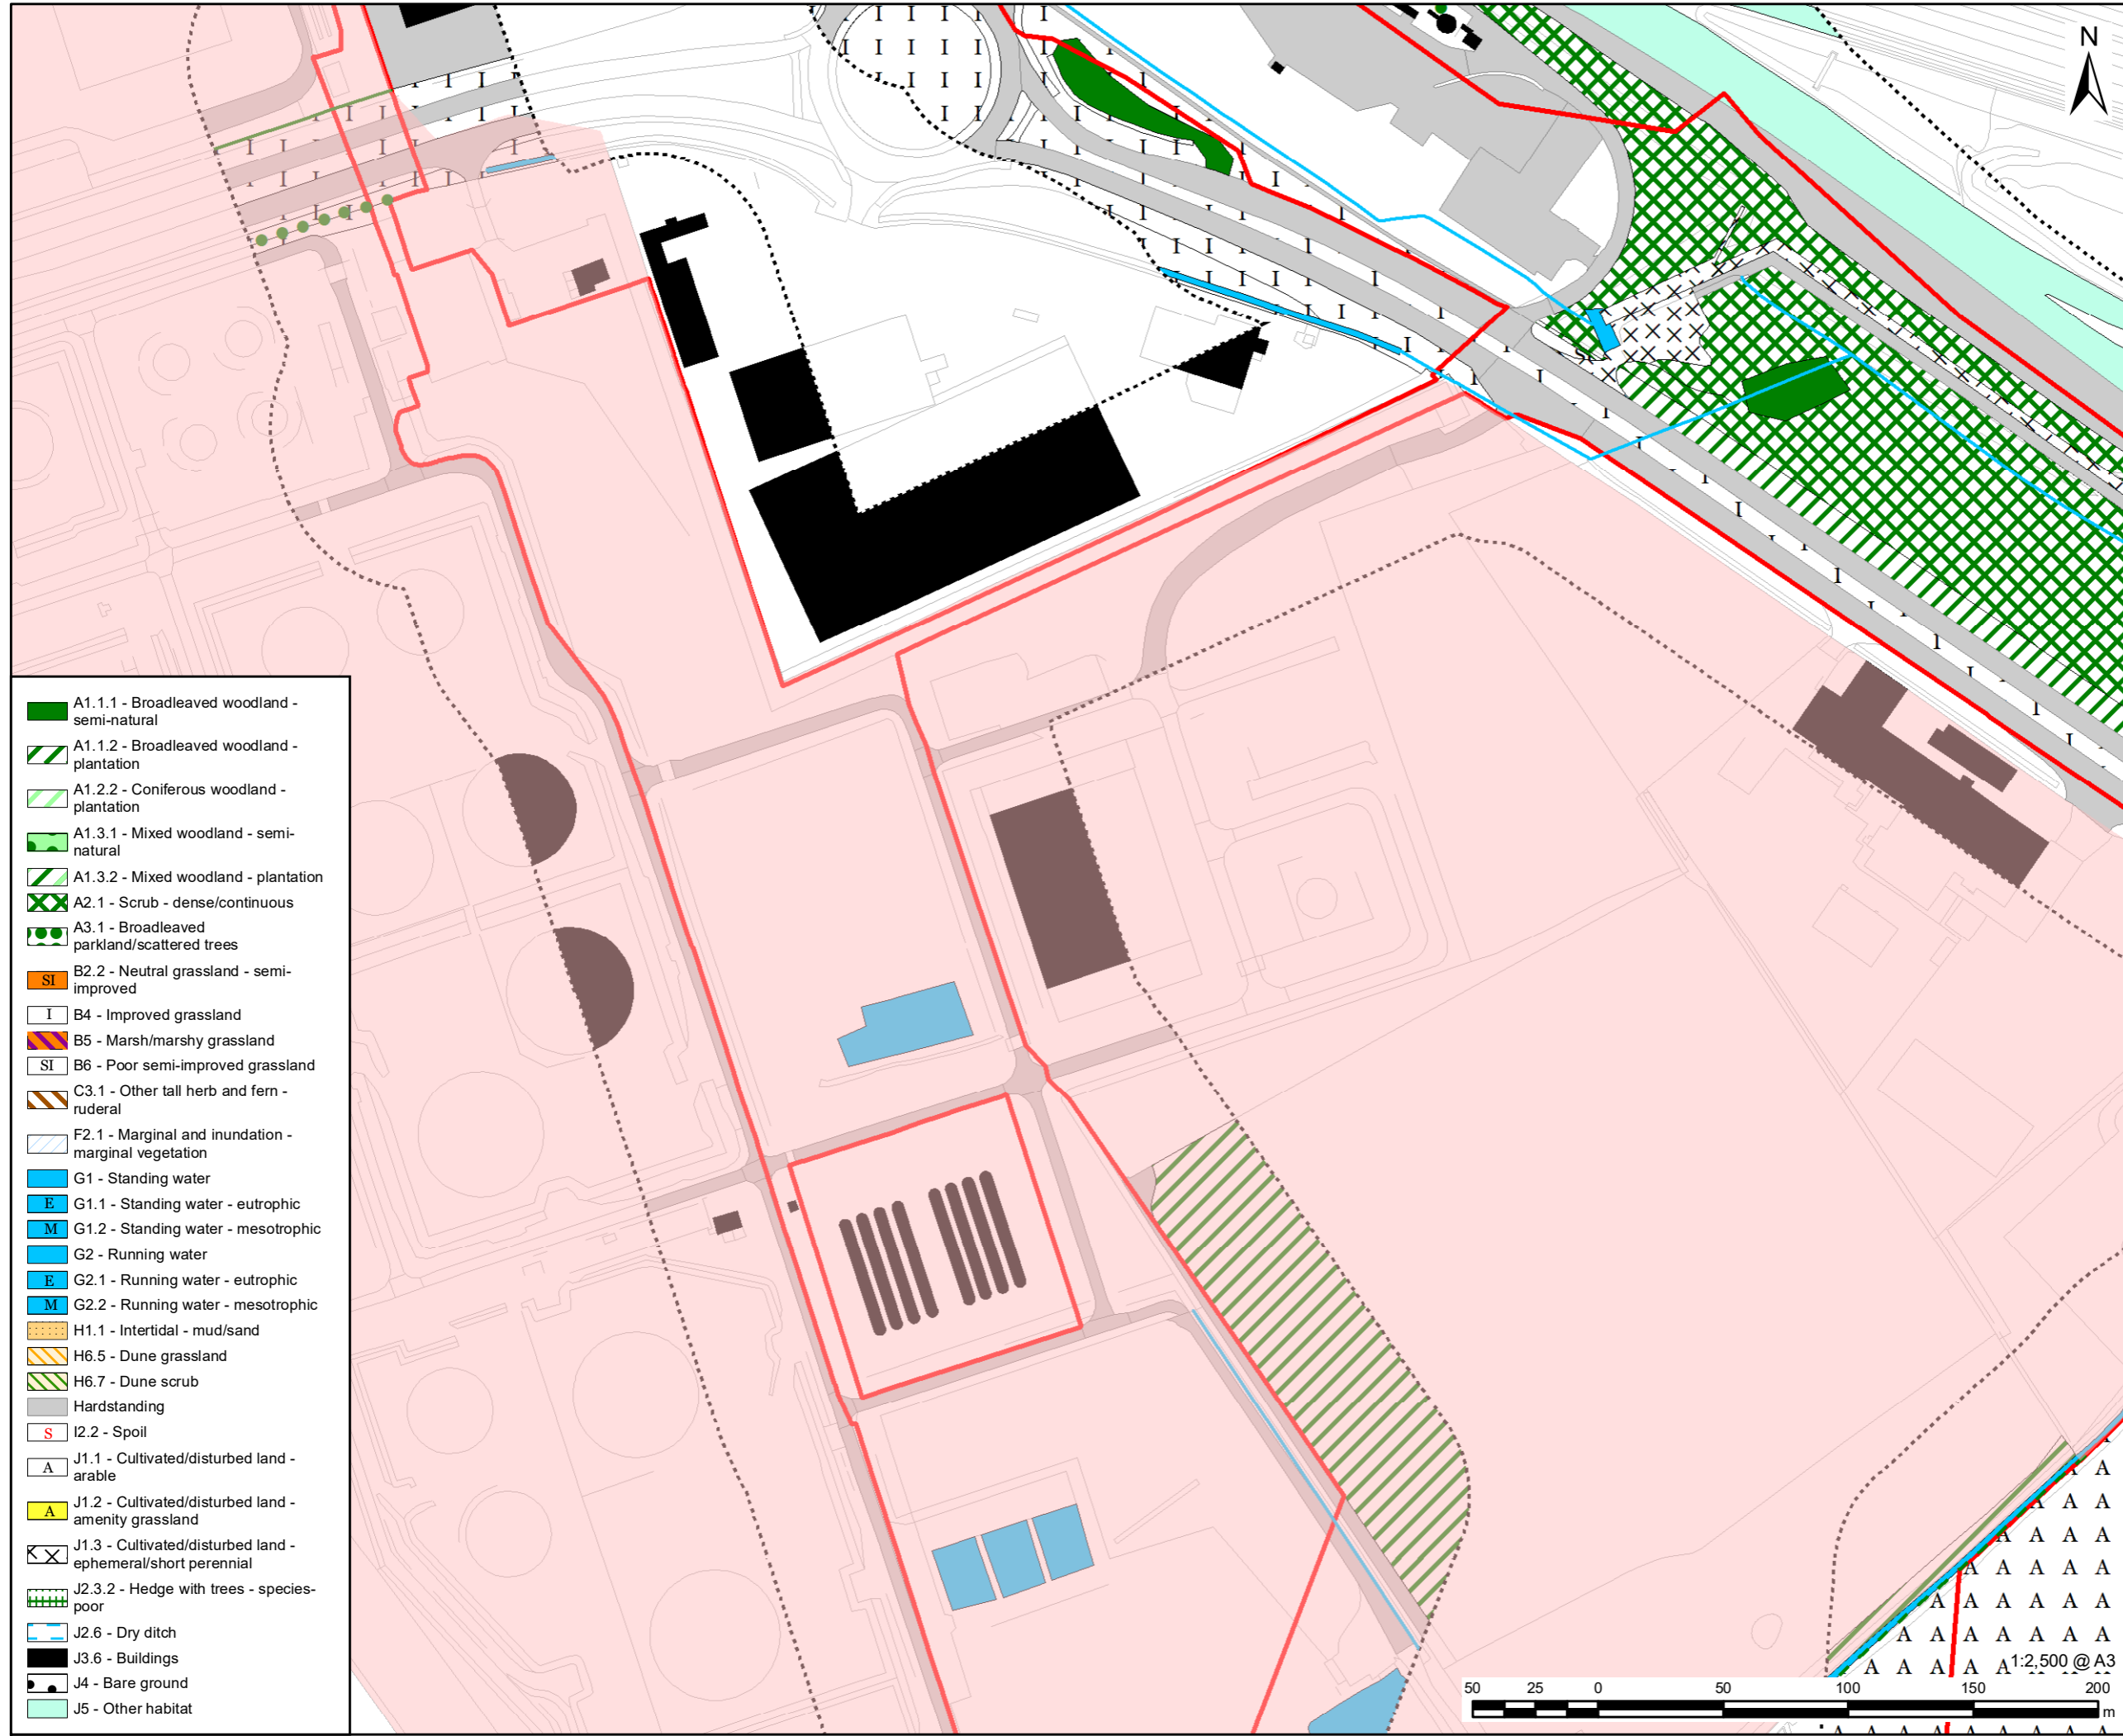 N
A1.1.1 - Broadleaved woodland -
semi-natural
A1.1.2 - Broadleaved woodland -
plantation
A1.2.2 - Coniferous woodland -
plantation
A1.3.1 - Mixed woodland - semi-
natural
A1.3.2 - Mixed woodland - plantation
A2.1 - Scrub - dense/continuous
A3.1 - Broadleaved
parkland/scattered trees
SI B2.2 - Neutral grassland - semi-
improved
I B4 - Improved grassland
B5 - Marsh/marshy grassland
SI B6 - Poor semi-improved grassland
C3.1 - Other tall herb and fern -
ruderal
F2.1 - Marginal and inundation -
marginal vegetation
G1 - Standing water
E G1.1 - Standing water - eutrophic
M G1.2 - Standing water - mesotrophic
G2 - Running water
E G2.1 - Running water - eutrophic
M G2.2 - Running water - mesotrophic
H1.1 - Intertidal - mud/sand
H6.5 - Dune grassland
H6.7 - Dune scrub
Hardstanding
S I2.2 - Spoil
A J1.1 - Cultivated/disturbed land -
arable
A J1.2 - Cultivated/disturbed land -
amenity grassland
J1.3 - Cultivated/disturbed land -
ephemeral/short perennial
J2.3.2 - Hedge with trees - species-
poor
J2.6 - Dry ditch
J3.6 - Buildings
J4 - Bare ground
J5 - Other habitat
1:2,500 @ A3
50 25 0 50 100 150 200
m